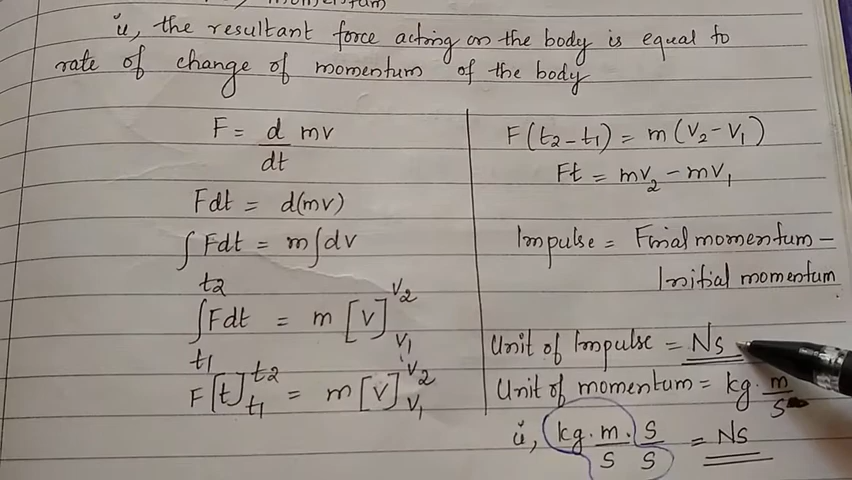 momentum
ie, the resultant force acting on the body is equal to
rate of change of momentum of the body
F = d/dt mv
Fdt = d(mv)
∫Fdt = m∫dv
∫_{t1}^{t2} Fdt = m[v]_{v1}^{v2}
F[t]_{t1}^{t2} = m[v]_{v1}^{v2}
F(t2-t1) = m(v2-v1)
Ft = mv2-mv1
Impulse = Final momentum -
Initial momentum
Unit of Impulse = Ns
Unit of momentum = kg. m/s
ie, kg.m./s s/s = Ns